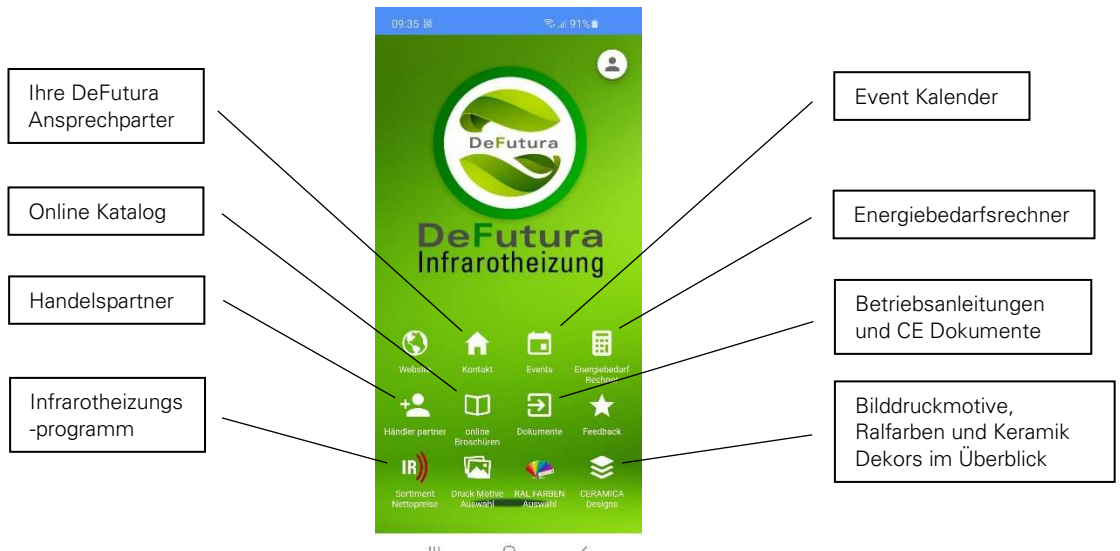 09:35
91%
Ihre DeFutura
Ansprechparter
Online Katalog
Handelspartner
Infrarotheizungs
-programm
DeFutura
DeFutura
Infrarotheizung
Website
Kontakt
Events
Energiebedarf
Rechner
Händler partner
online
Broschüren
Dokumente
Feedback
IR
Sortiment
Nettopreise
Druck Motive
Auswahl
RAL FARBEN
Auswahl
CERAMICA
Designs
Event Kalender
Energiebedarfsrechner
Betriebsanleitungen
und CE Dokumente
Bilddruckmotive,
Ralfarben und Keramik
Dekors im Überblick